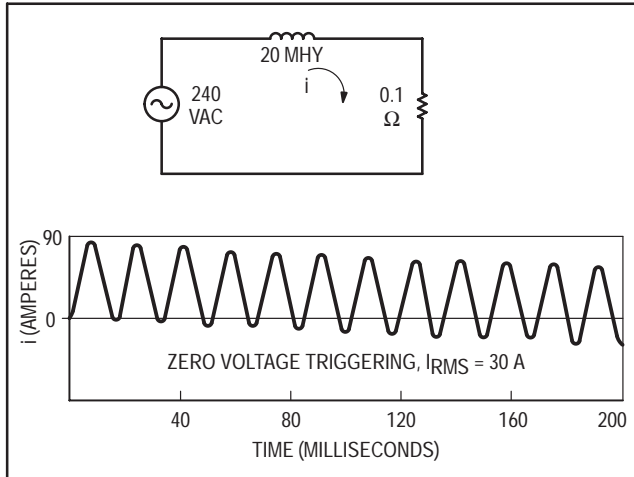 20 MHY
240
VAC
i
0.1
Ω
90
0
i (AMPERES)
ZERO VOLTAGE TRIGGERING, IRMS = 30 A
40 80 120 160 200
TIME (MILLISECONDS)